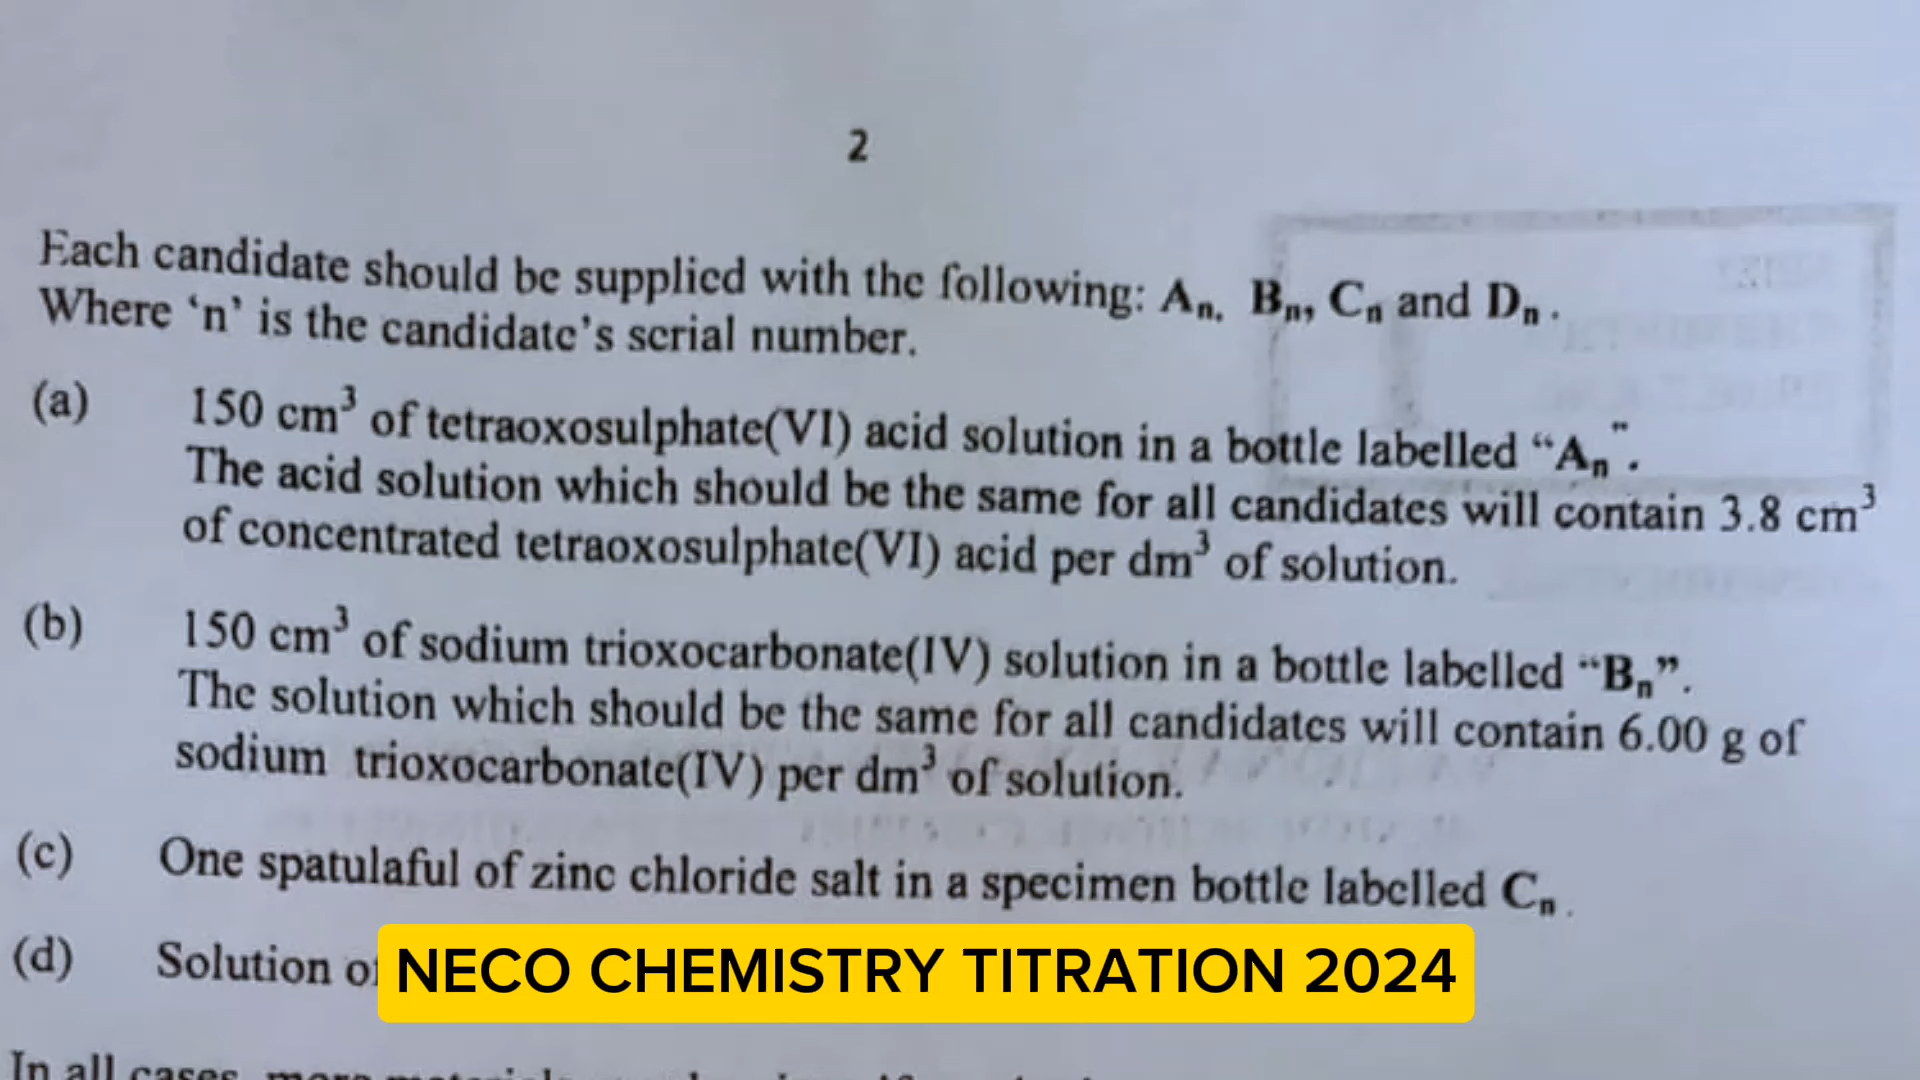 2
Each candidate should be supplied with the following: Aₙ, Bₙ, Cₙ and Dₙ.
Where ‘n’ is the candidate’s serial number.
(a) 150 cm³ of tetraoxosulphate(VI) acid solution in a bottle labelled “Aₙ”.
The acid solution which should be the same for all candidates will contain 3.8 cm³
of concentrated tetraoxosulphate(VI) acid per dm³ of solution.
(b) 150 cm³ of sodium trioxocarbonate(IV) solution in a bottle labelled “Bₙ”.
The solution which should be the same for all candidates will contain 6.00 g of
sodium trioxocarbonate(IV) per dm³ of solution.
(c) One spatulaful of zinc chloride salt in a specimen bottle labelled Cₙ.
(d) Solution of
NECO CHEMISTRY TITRATION 2024
In all cases, more